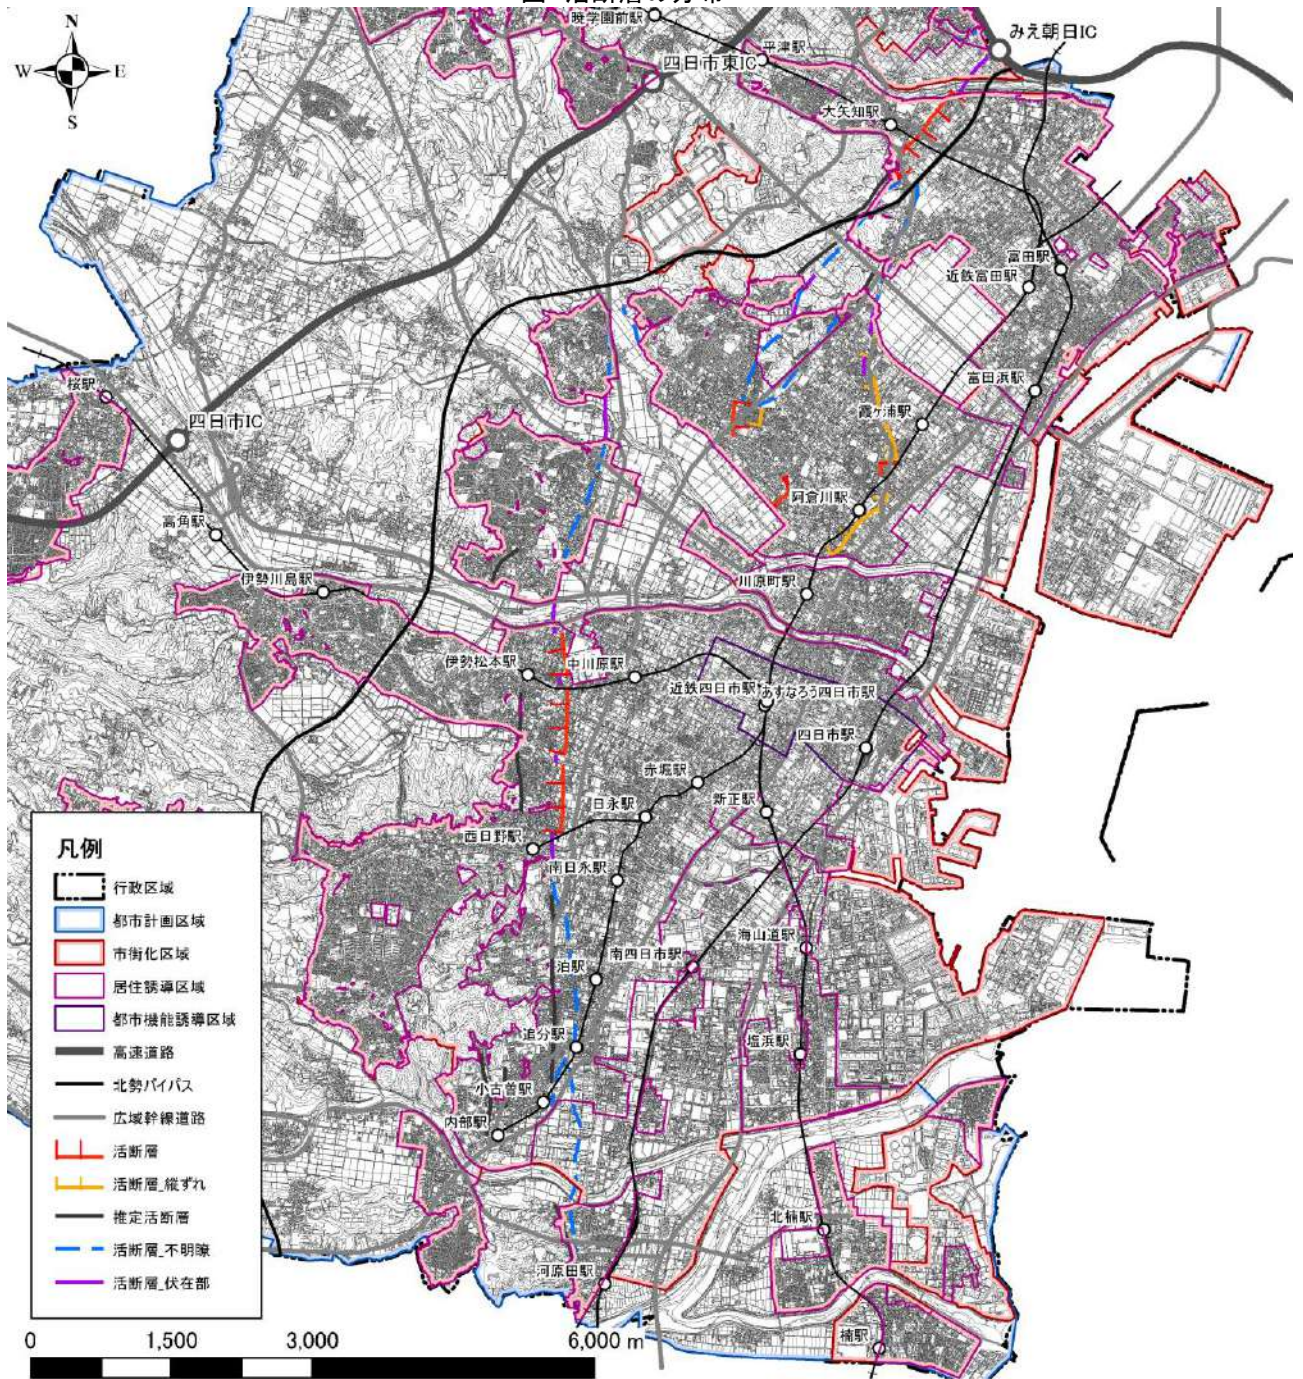 図 活断層の分布
N
W E
S
暁学園前駅
平津駅
みえ朝日IC
四日市東IC
大矢知駅
富田駅
近鉄富田駅
桜駅
富田浜駅
四日市IC
霞ヶ浦駅
阿倉川駅
高角駅
伊勢川島駅
川原町駅
伊勢松本駅
中川原駅
近鉄四日市駅
あすなろう四日市駅
四日市駅
赤堀駅
日永駅
新正駅
西日野駅
南日永駅
海山道駅
南四日市駅
泊駅
追分駅
塩浜駅
小古曽駅
内部駅
北楠駅
河原田駅
楠駅
凡例
行政区域
都市計画区域
市街化区域
居住誘導区域
都市機能誘導区域
高速道路
北勢バイパス
広域幹線道路
活断層
活断層_縦ずれ
推定活断層
活断層_不明瞭
活断層_伏在部
0 1,500 3,000 6,000 m